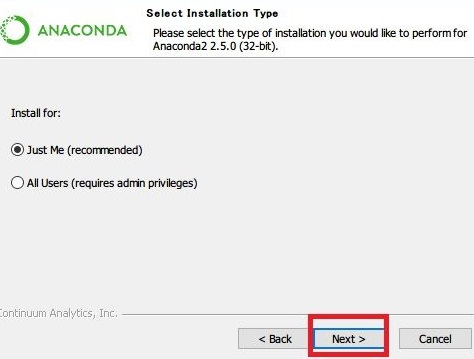 Select Installation Type
ANACONDA
Please select the type of installation you would like to perform for
Anaconda2 2.5.0 (32-bit).
Install for:
Just Me (recommended)
All Users (requires admin privileges)
Continuum Analytics, Inc.
< Back
Next >
Cancel